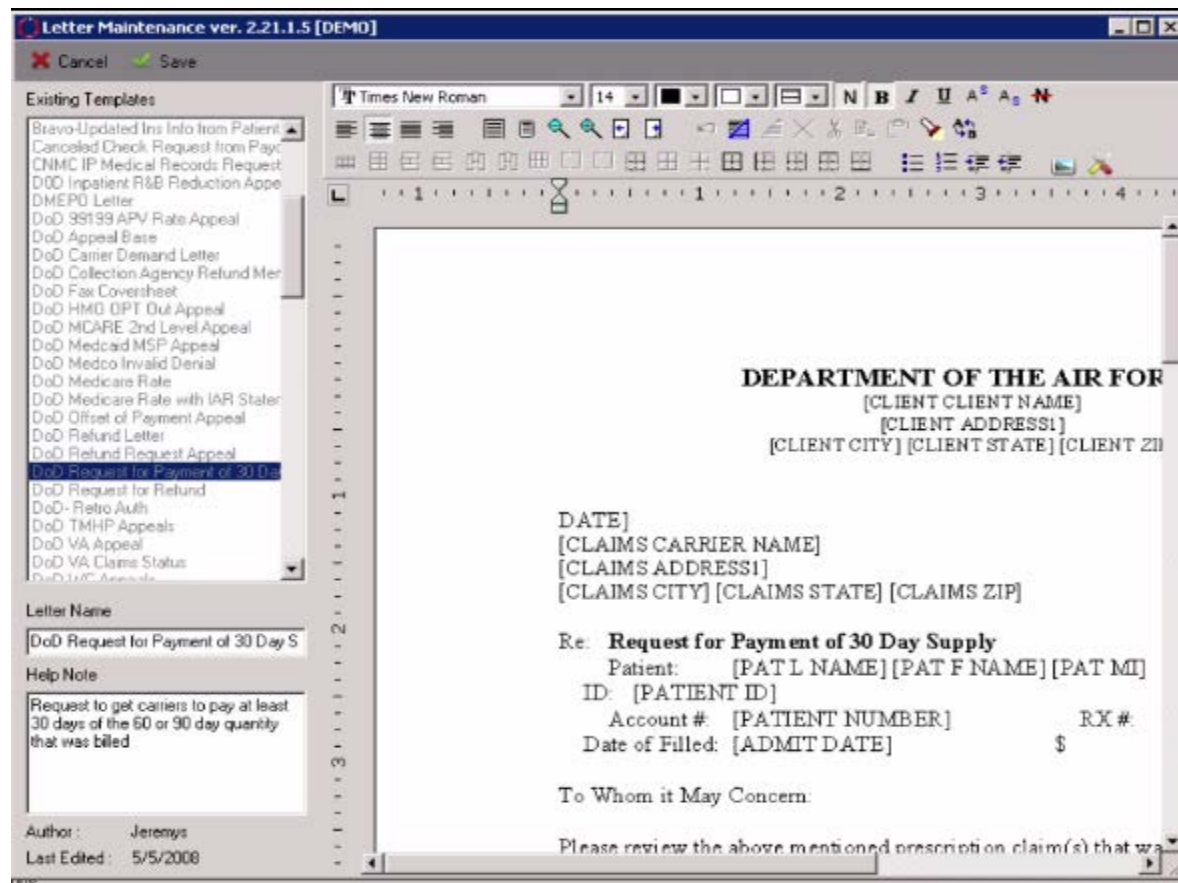 Letter Maintenance ver. 2.21.1.5 [DEMO]
Cancel Save
Existing Templates
Bravo-Updated Ins Info from Patient
Canceled Check Request from Payo
CNMC IP Medical Records Request
DOD Inpatient R&B Reduction Appe
DMEPO Letter
DoD 99199 APV Rate Appeal
DoD Appeal Base
DoD Carrier Demand Letter
DoD Collection Agency Refund Mer
DoD Fax Coversheet
DoD HMO OPT Out Appeal
DoD MCARE 2nd Level Appeal
DoD Medcaid MSP Appeal
DoD Medco Invalid Denial
DoD Medicare Rate
DoD Medicare Rate with IAR Stater
DoD Offset of Payment Appeal
DoD Refund Letter
DoD Refund Request Appeal
DoD Request for Payment of 30 Da
DoD Request for Refund
DoD- Retro Auth
DoD TMHP Appeals
DoD VA Appeal
DoD VA Claims Status
Letter Name
DoD Request for Payment of 30 Day S
Help Note
Request to get carriers to pay at least
30 days of the 60 or 90 day quantity
that was billed
Author : Jeremys
Last Edited : 5/5/2008
Times New Roman 14 N B I U
1 1 2 3 4
1
2
3
DEPARTMENT OF THE AIR FOR
[CLIENT CLIENT NAME]
[CLIENT ADDRESS1]
[CLIENT CITY] [CLIENT STATE] [CLIENT ZI
DATE]
[CLAIMS CARRIER NAME]
[CLAIMS ADDRESS1]
[CLAIMS CITY] [CLAIMS STATE] [CLAIMS ZIP]
Re: Request for Payment of 30 Day Supply
Patient: [PAT L NAME] [PAT F NAME] [PAT MI]
ID: [PATIENT ID]
Account #: [PATIENT NUMBER] RX #:
Date of Filled: [ADMIT DATE] $
To Whom it May Concern:
Please review the above mentioned prescription claim(s) that wa